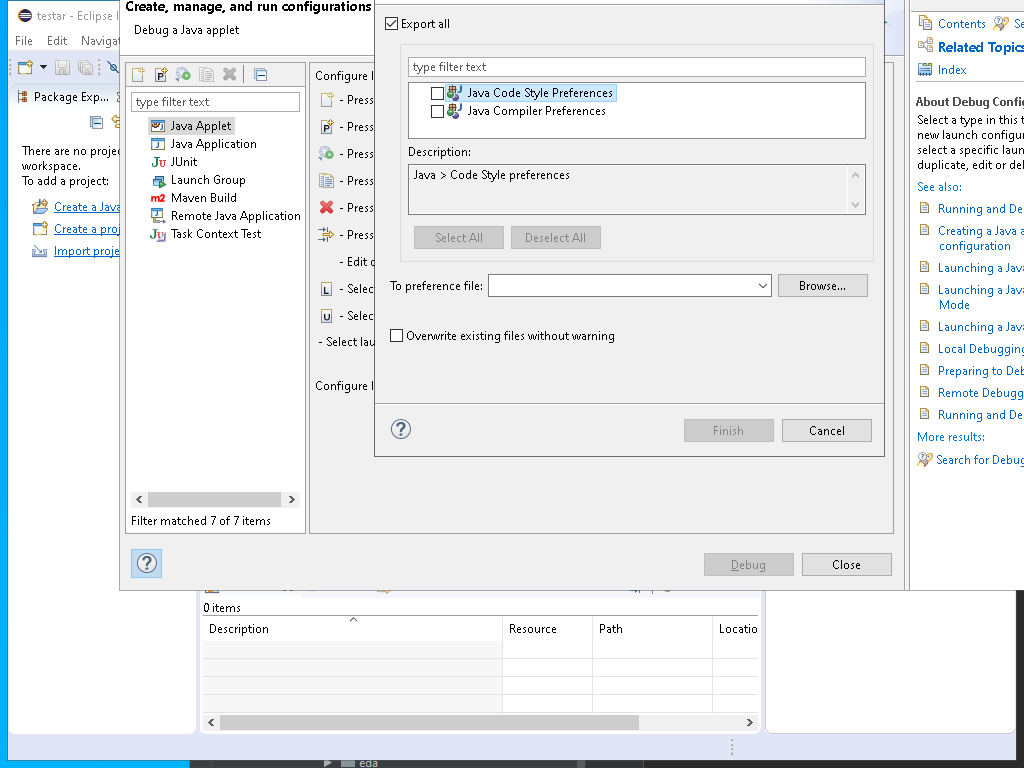 testar - Eclipse I
File Edit Navigat
Package Exp...
There are no proje
workspace.
To add a project:
Create a Java
Create a proj
Import proje
Create, manage, and run configurations
Debug a Java applet
type filter text
Java Applet
Java Application
JUnit
Launch Group
Maven Build
Remote Java Application
Task Context Test
Filter matched 7 of 7 items
Configure l
- Press
- Press
- Press
- Press
- Press
- Press
- Edit o
- Selec
- Selec
- Select lau
Configure l
Export all
type filter text
Java Code Style Preferences
Java Compiler Preferences
Description:
Java > Code Style preferences
Select All
Deselect All
To preference file:
Browse...
Overwrite existing files without warning
Finish
Cancel
Debug
Close
Contents
Se
Related Topics
Index
About Debug Config
Select a type in this t
new launch configur
select a specific laun
duplicate, edit or del
See also:
Running and De
Creating a Java a
configuration
Launching a Java
Launching a Java
Mode
Launching a Java
Local Debugging
Preparing to Deb
Remote Debugg
Running and De
More results:
Search for Debug
0 items
Description
Resource
Path
Locatio
eda